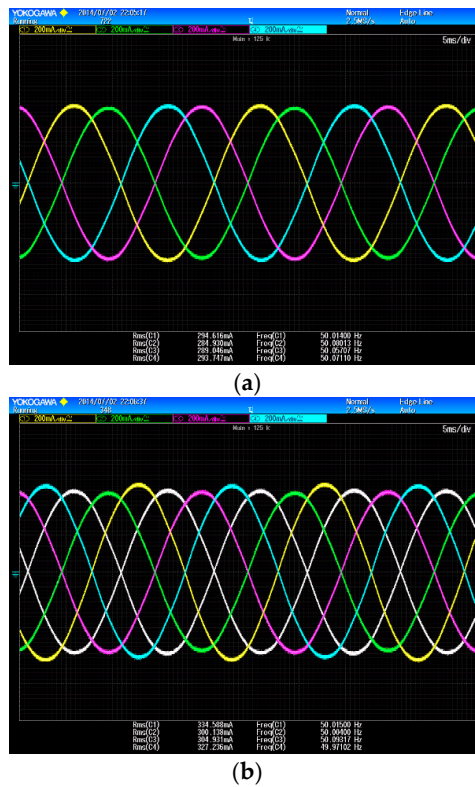 YOKOGAWA 2014/07/02 22:05:17 Normal Edge Line
Running 722 2.5MS/s Auto
200mA/div 200mA/div 200mA/div 200mA/div
Main : 125 k 5ms/div
Rms(C1) 294.616mA Freq(C1) 50.01400 Hz
Rms(C2) 284.930mA Freq(C2) 50.08013 Hz
Rms(C3) 289.046mA Freq(C3) 50.05707 Hz
Rms(C4) 293.747mA Freq(C4) 50.07110 Hz
(a)
YOKOGAWA 2014/07/02 Normal Edge Line
Running 348 2.5MS/s Auto
200mA/div 200mA/div 200mA/div 200mA/div
Main : 125 k 5ms/div
Rms(C1) 334.588mA Freq(C1) 50.01500 Hz
Rms(C2) 300.138mA Freq(C2) 50.00400 Hz
Rms(C3) 304.931mA Freq(C3) 50.09317 Hz
Rms(C4) 327.236mA Freq(C4) 49.97102 Hz
(b)